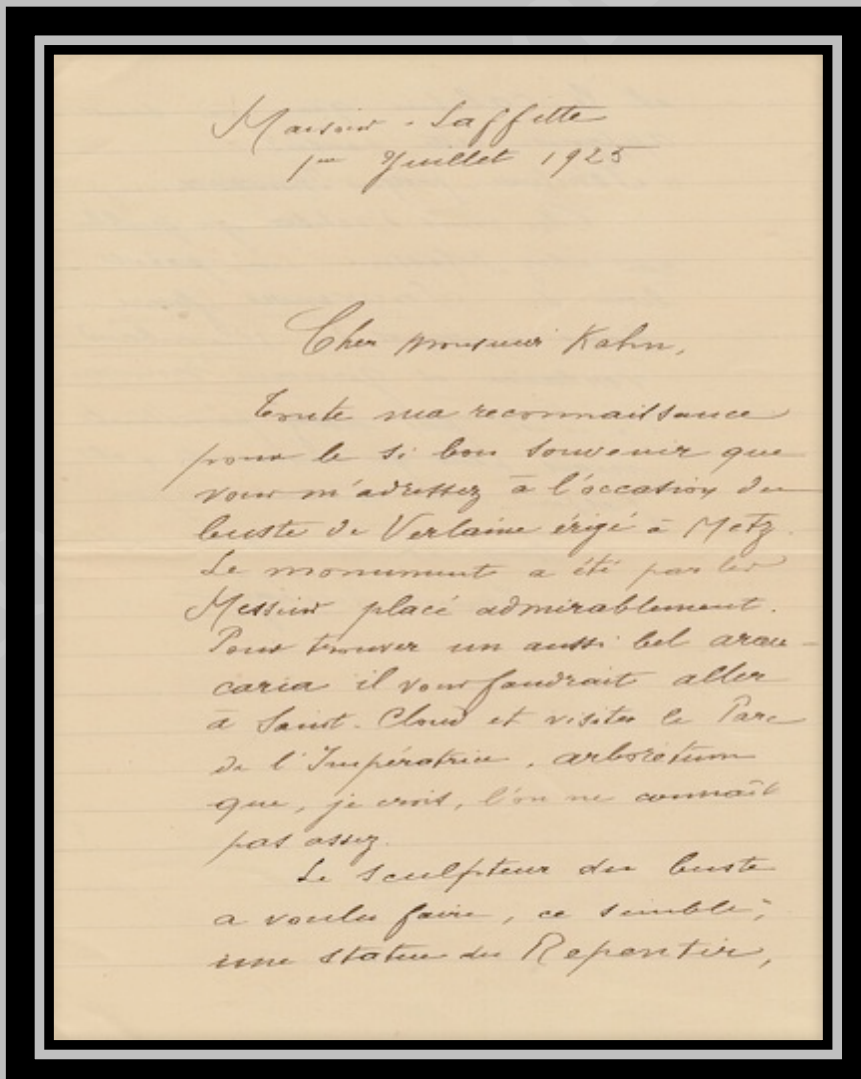 Maisons-Laffitte
1er Juillet 1925
Cher monsieur Kahn,
Toute ma reconnaissance
pour le si bon souvenir que
vous m'adressez à l'occasion du
buste de Verlaine érigé à Metz.
Le monument a été par les
Messins placé admirablement.
Pour trouver un aussi bel arau-
caria il vous faudrait aller
à Saint-Cloud et visiter le Parc
de l'Impératrice, arboretum
que, je crois, l'on ne connaît
pas assez.
Le sculpteur du buste
a voulu faire, ce semble,
une statue du Repentir,